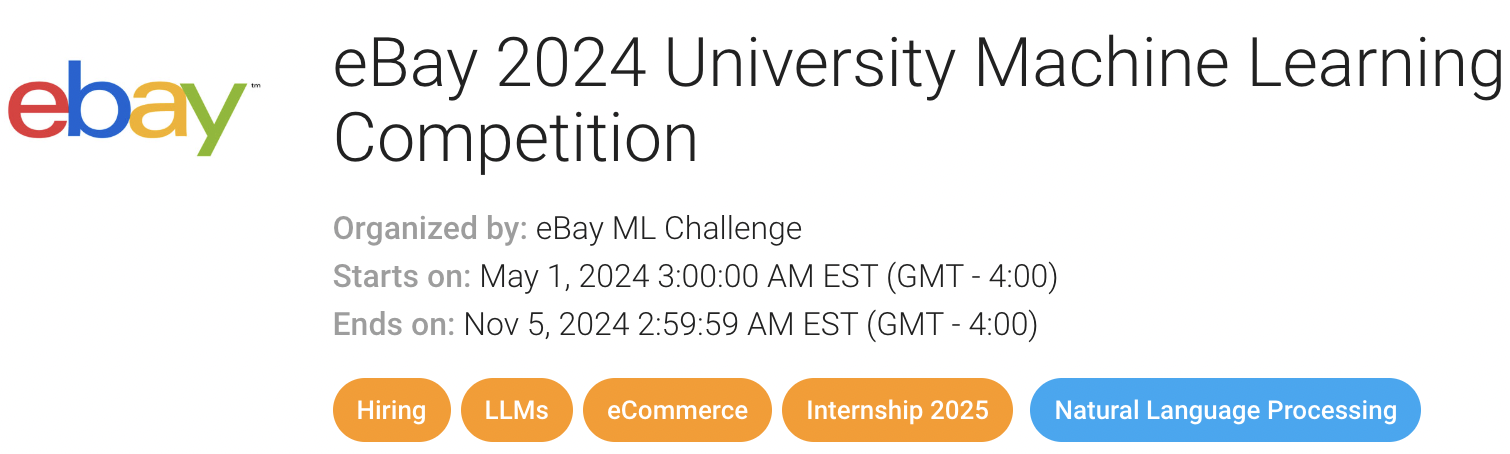 ebay™
eBay 2024 University Machine Learning
Competition
Organized by: eBay ML Challenge
Starts on: May 1, 2024 3:00:00 AM EST (GMT - 4:00)
Ends on: Nov 5, 2024 2:59:59 AM EST (GMT - 4:00)
Hiring LLMs eCommerce Internship 2025 Natural Language Processing